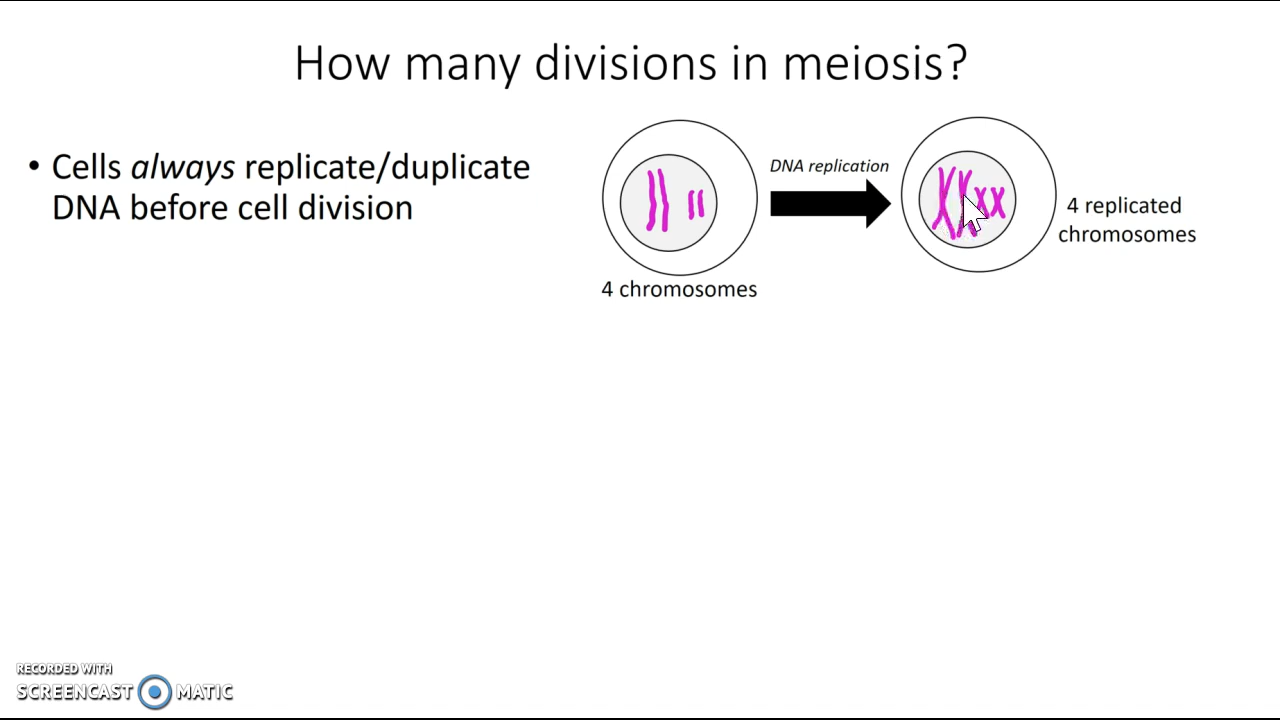 How many divisions in meiosis?
• Cells always replicate/duplicate
DNA before cell division
DNA replication
4 chromosomes
4 replicated
chromosomes
RECORDED WITH
SCREENCAST MATIC